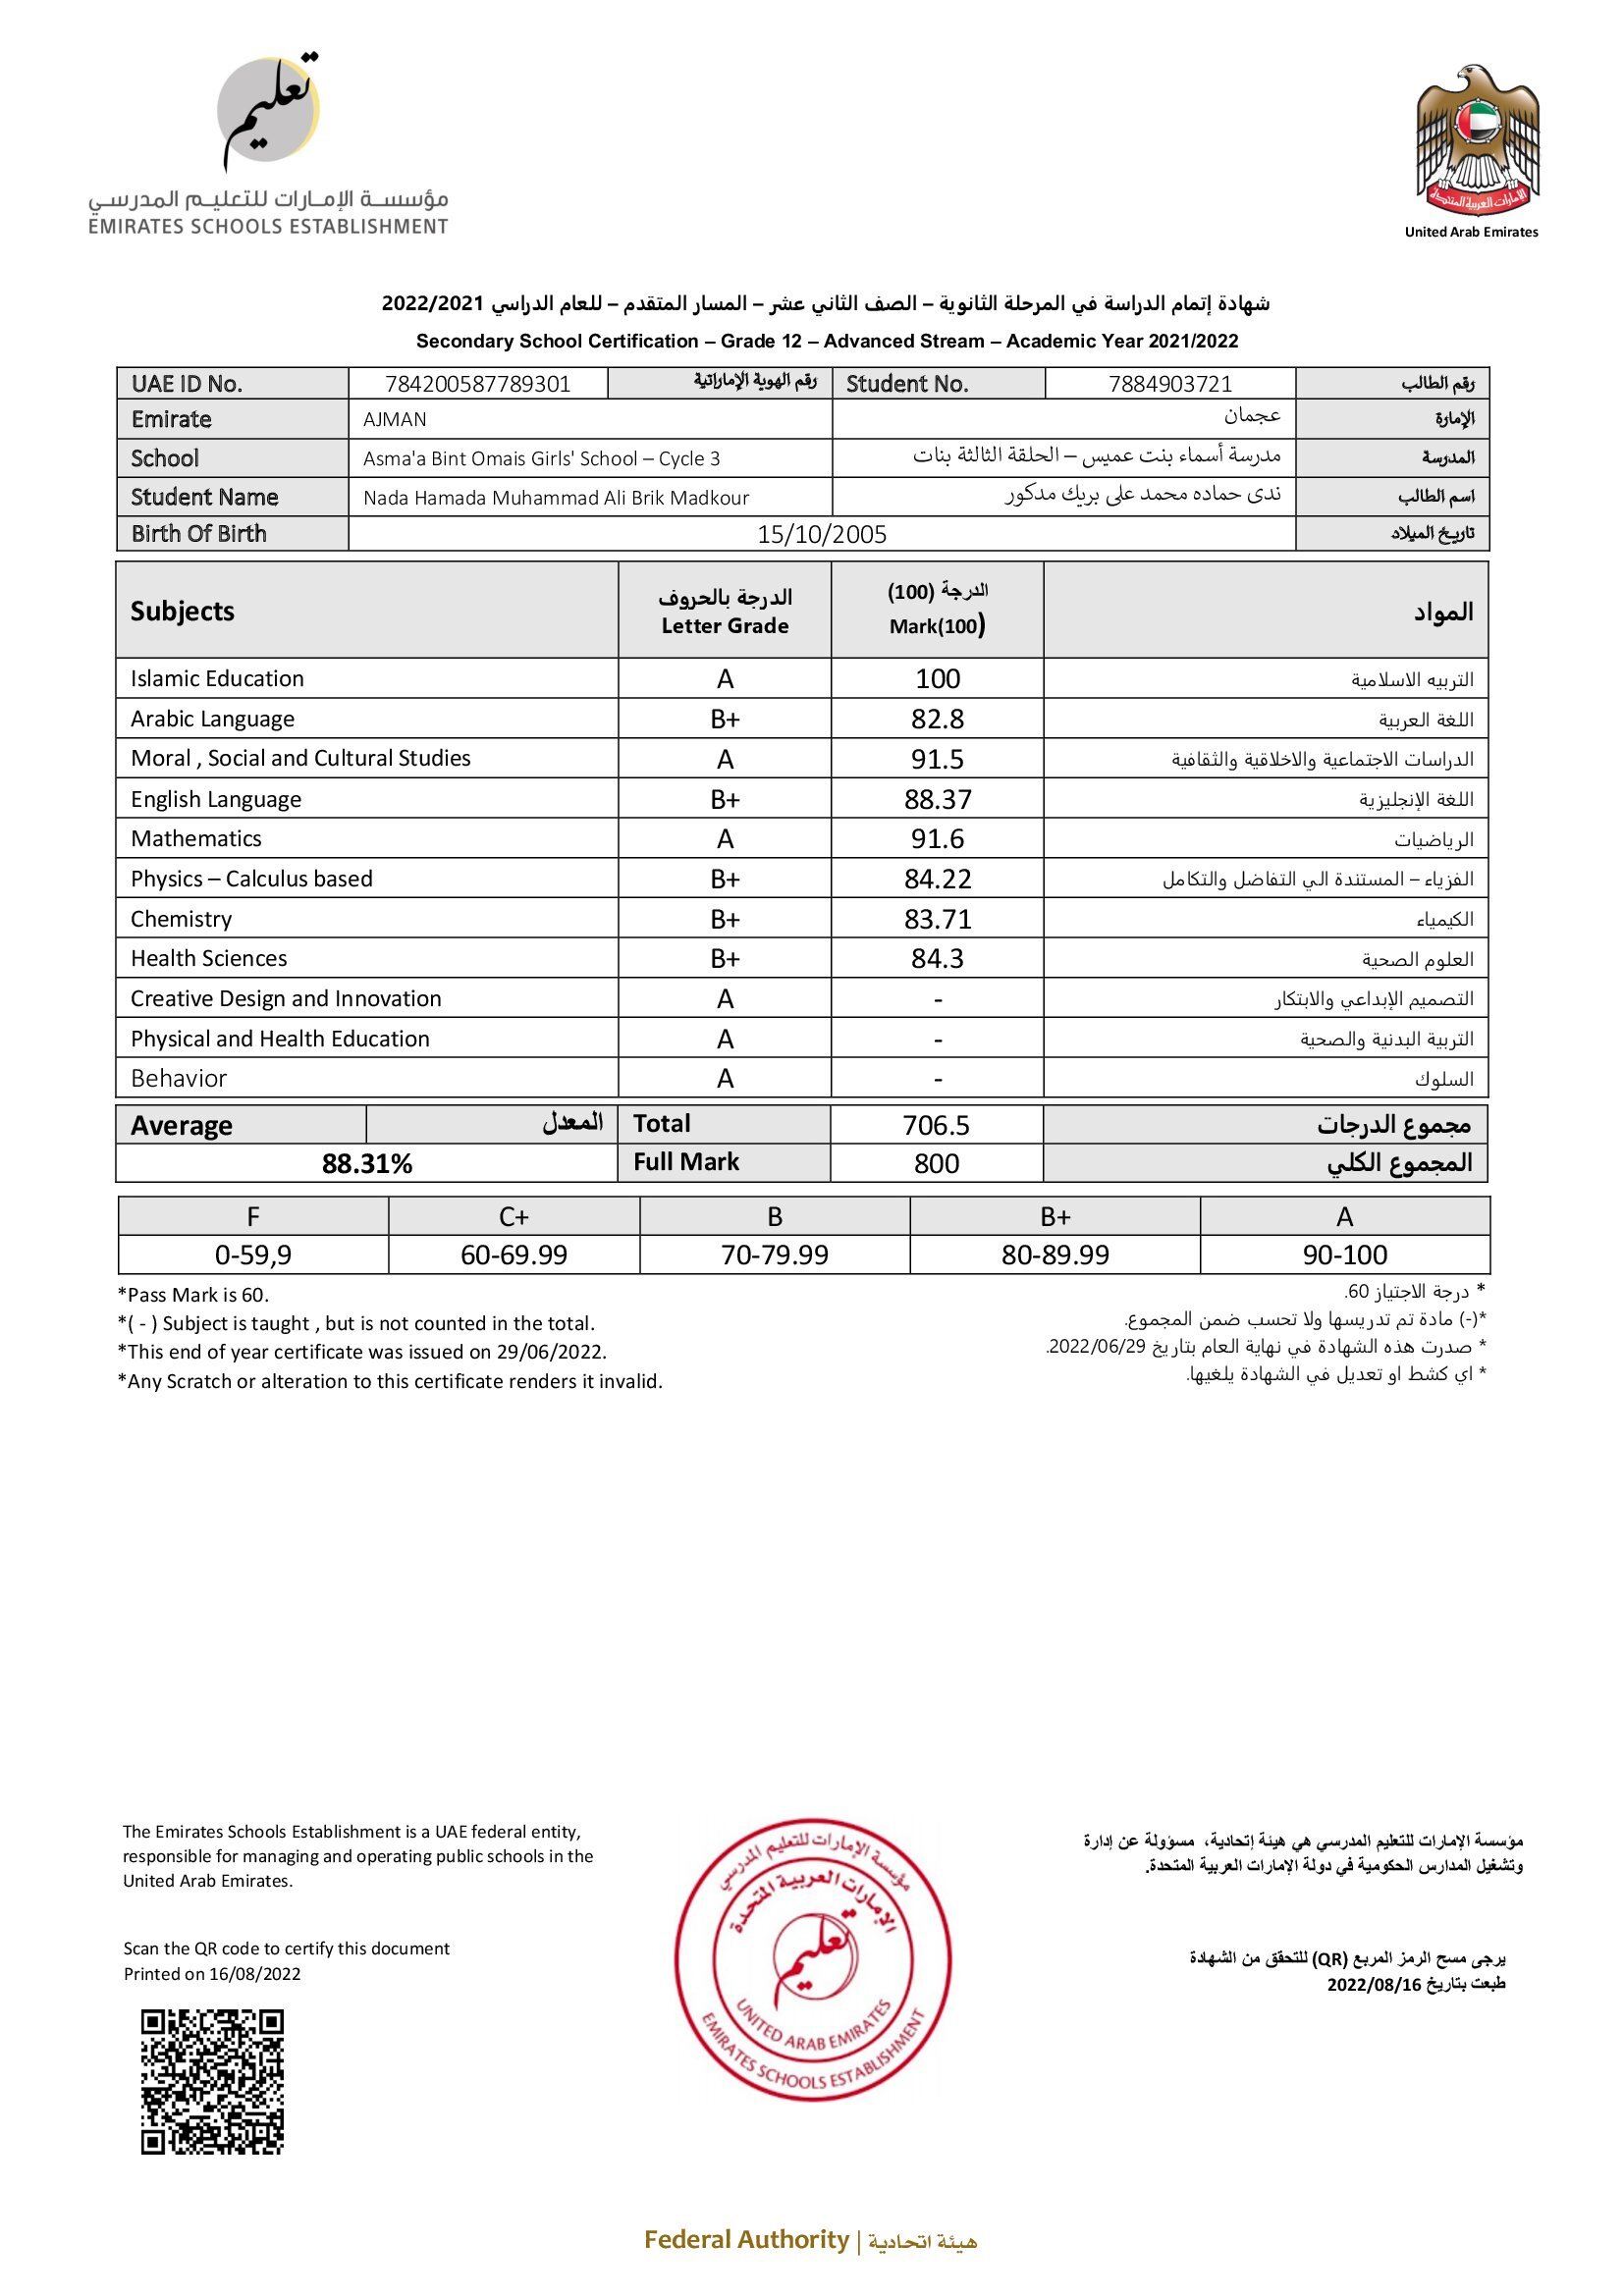 تعليم
مؤسسة الإمارات للتعليم المدرسي
EMIRATES SCHOOLS ESTABLISHMENT
الإمارات العربية المتحدة
United Arab Emirates
شهادة إتمام الدراسة في المرحلة الثانوية – الصف الثاني عشر – المسار المتقدم – للعام الدراسي 2022/2021
Secondary School Certification – Grade 12 – Advanced Stream – Academic Year 2021/2022
UAE ID No. 784200587789301 رقم الهوية الإماراتية Student No. 7884903721 رقم الطالب
Emirate AJMAN عجمان الإمارة
School Asma'a Bint Omais Girls' School – Cycle 3 مدرسة أسماء بنت عميس – الحلقة الثالثة بنات المدرسة
Student Name Nada Hamada Muhammad Ali Brik Madkour ندى حماده محمد على بريك مدكور اسم الطالب
Birth Of Birth 15/10/2005 تاريخ الميلاد
Subjects الدرجة بالحروف Letter Grade الدرجة (100) Mark(100) المواد
Islamic Education A 100 التربيه الاسلامية
Arabic Language B+ 82.8 اللغة العربية
Moral , Social and Cultural Studies A 91.5 الدراسات الاجتماعية والاخلاقية والثقافية
English Language B+ 88.37 اللغة الإنجليزية
Mathematics A 91.6 الرياضيات
Physics – Calculus based B+ 84.22 الفزياء – المستندة الي التفاضل والتكامل
Chemistry B+ 83.71 الكيمياء
Health Sciences B+ 84.3 العلوم الصحية
Creative Design and Innovation A - التصميم الإبداعي والابتكار
Physical and Health Education A - التربية البدنية والصحية
Behavior A - السلوك
Average المعدل Total 706.5 مجموع الدرجات
88.31% Full Mark 800 المجموع الكلي
F C+ B B+ A
0-59,9 60-69.99 70-79.99 80-89.99 90-100
*Pass Mark is 60.
*( - ) Subject is taught , but is not counted in the total.
*This end of year certificate was issued on 29/06/2022.
*Any Scratch or alteration to this certificate renders it invalid.
* درجة الاجتياز 60.
*(-) مادة تم تدريسها ولا تحسب ضمن المجموع.
* صدرت هذه الشهادة في نهاية العام بتاريخ 2022/06/29.
* اي كشط او تعديل في الشهادة يلغيها.
The Emirates Schools Establishment is a UAE federal entity,
responsible for managing and operating public schools in the
United Arab Emirates.
Scan the QR code to certify this document
Printed on 16/08/2022
مؤسسة الإمارات للتعليم المدرسي
الإمارات العربية المتحدة
تعليم
UNITED ARAB EMIRATES
EMIRATES SCHOOLS ESTABLISHMENT
مؤسسة الإمارات للتعليم المدرسي هي هيئة إتحادية، مسؤولة عن إدارة
وتشغيل المدارس الحكومية في دولة الإمارات العربية المتحدة.
يرجى مسح الرمز المربع (QR) للتحقق من الشهادة
طبعت بتاريخ 2022/08/16
Federal Authority | هيئة اتحادية